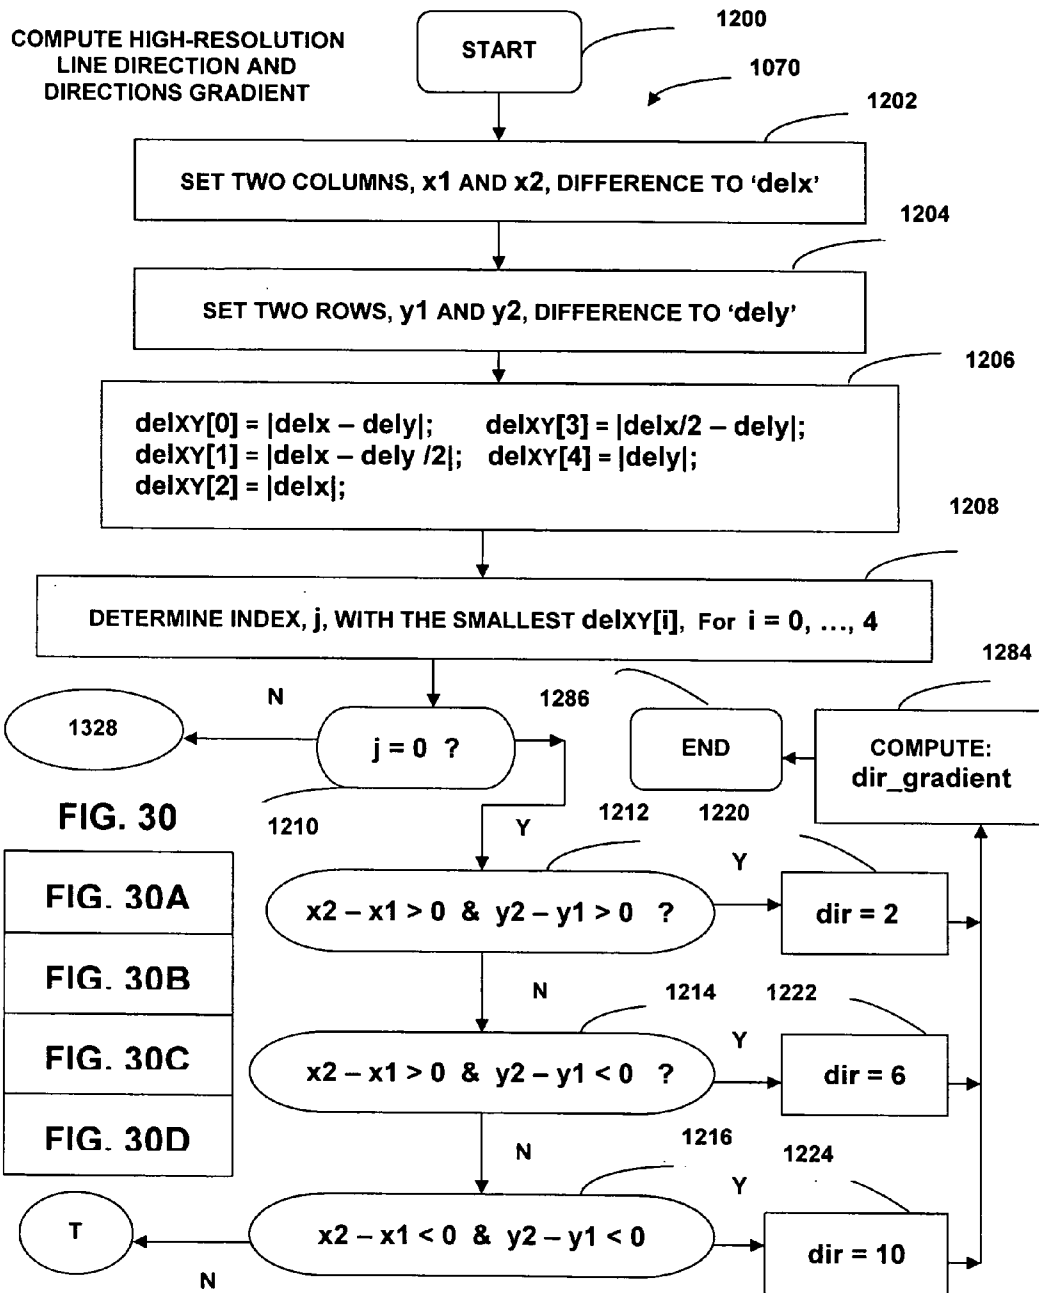 COMPUTE HIGH-RESOLUTION
LINE DIRECTION AND
DIRECTIONS GRADIENT
START
1200
1070
1202
SET TWO COLUMNS, x1 AND x2, DIFFERENCE TO ‘delx’
1204
SET TWO ROWS, y1 AND y2, DIFFERENCE TO ‘dely’
1206
delXY[0] = |delx – dely|; delXY[3] = |delx/2 – dely|;
delXY[1] = |delx – dely /2|; delXY[4] = |dely|;
delXY[2] = |delx|;
1208
DETERMINE INDEX, j, WITH THE SMALLEST delXY[i], For i = 0, ..., 4
1284
N
1286
1328
j = 0 ?
END
COMPUTE:
dir_gradient
FIG. 30
1210
Y
1212
1220
Y
FIG. 30A
x2 – x1 > 0 & y2 – y1 > 0 ?
dir = 2
FIG. 30B
N
1214
1222
Y
FIG. 30C
x2 – x1 > 0 & y2 – y1 < 0 ?
dir = 6
FIG. 30D
N
1216
1224
Y
T
x2 – x1 < 0 & y2 – y1 < 0
dir = 10
N